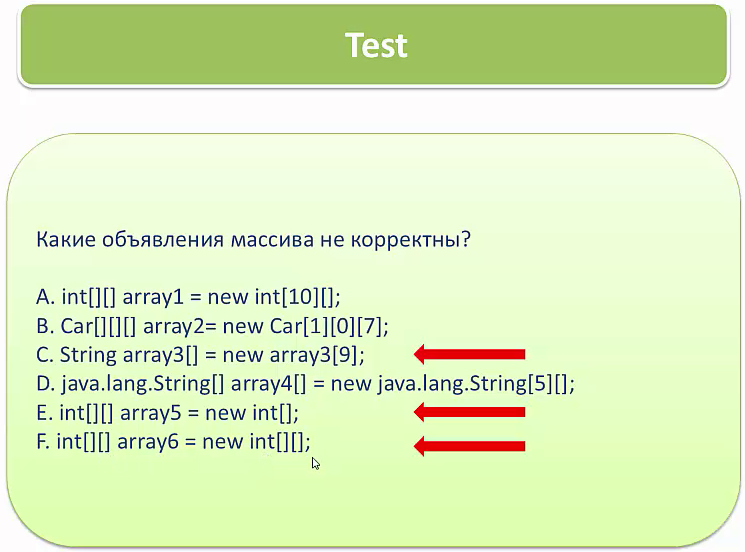 Test
Какие объявления массива не корректны?
A. int[][] array1 = new int[10][];
B. Car[][][] array2= new Car[1][0][7];
C. String array3[] = new array3[9];
D. java.lang.String[] array4[] = new java.lang.String[5][];
E. int[][] array5 = new int[];
F. int[][] array6 = new int[][];